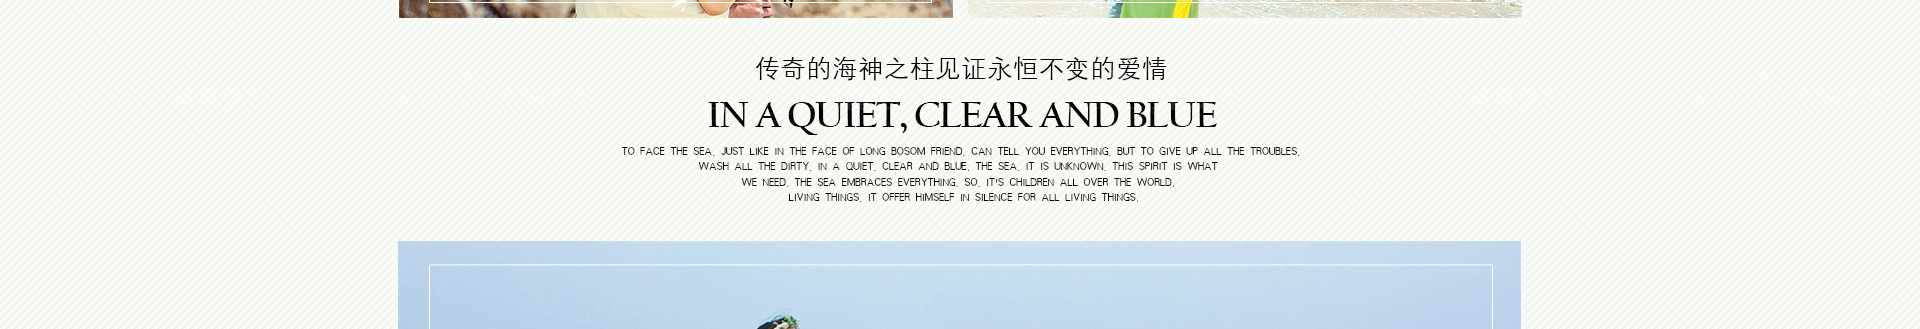 传奇的海神之柱见证永恒不变的爱情
IN A QUIET, CLEAR AND BLUE
TO FACE THE SEA, JUST LIKE IN THE FACE OF LONG BOSOM FRIEND, CAN TELL YOU EVERYTHING, BUT TO GIVE UP ALL THE TROUBLES,
WASH ALL THE DIRTY, IN A QUIET, CLEAR AND BLUE, THE SEA, IT IS UNKNOWN, THIS SPIRIT IS WHAT
WE NEED, THE SEA EMBRACES EVERYTHING, SO, IT'S CHILDREN ALL OVER THE WORLD,
LIVING THINGS, IT OFFER HIMSELF IN SILENCE FOR ALL LIVING THINGS,